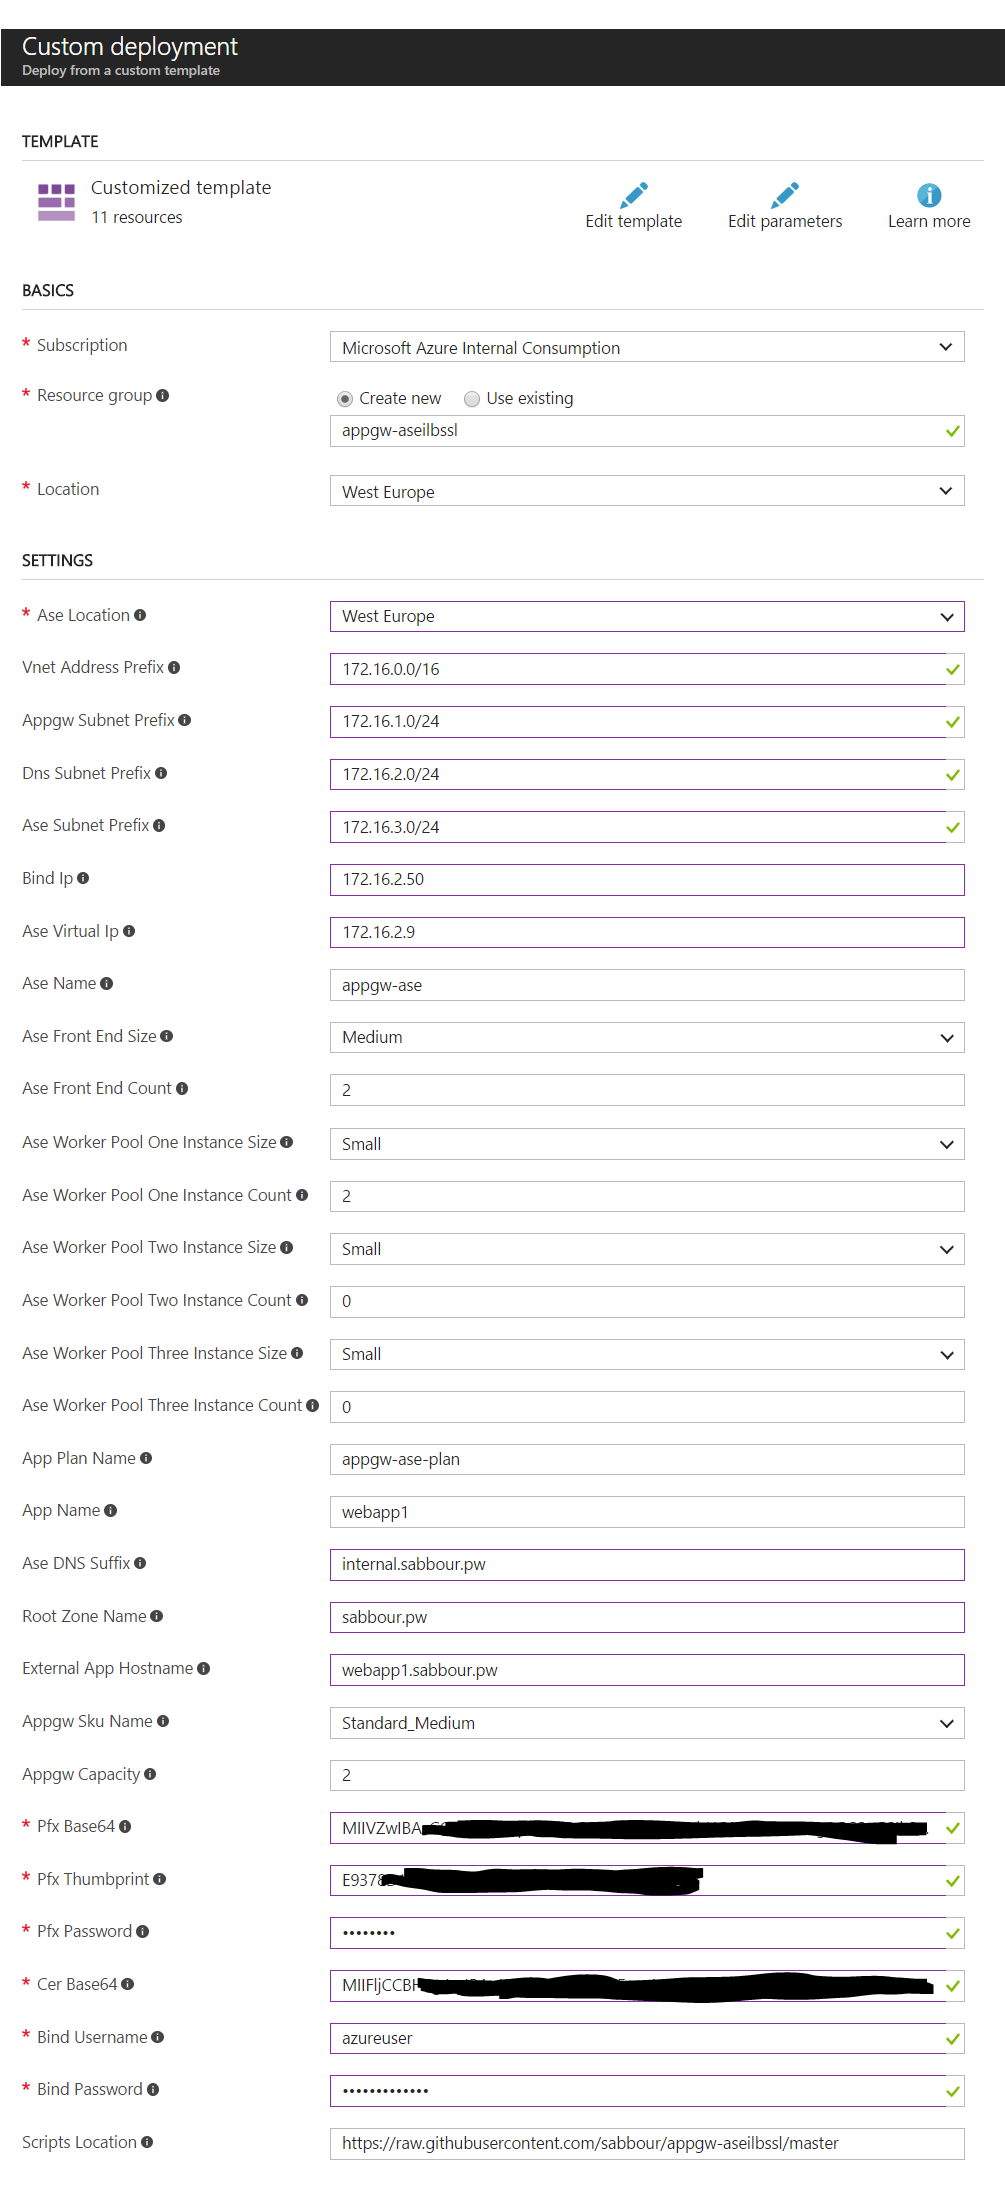 Custom deployment
Deploy from a custom template
TEMPLATE
Customized template
11 resources
Edit template
Edit parameters
Learn more
BASICS
* Subscription
Microsoft Azure Internal Consumption
* Resource group
Create new
Use existing
appgw-aseilbssl
* Location
West Europe
SETTINGS
* Ase Location
West Europe
Vnet Address Prefix
172.16.0.0/16
Appgw Subnet Prefix
172.16.1.0/24
Dns Subnet Prefix
172.16.2.0/24
Ase Subnet Prefix
172.16.3.0/24
Bind Ip
172.16.2.50
Ase Virtual Ip
172.16.2.9
Ase Name
appgw-ase
Ase Front End Size
Medium
Ase Front End Count
2
Ase Worker Pool One Instance Size
Small
Ase Worker Pool One Instance Count
2
Ase Worker Pool Two Instance Size
Small
Ase Worker Pool Two Instance Count
0
Ase Worker Pool Three Instance Size
Small
Ase Worker Pool Three Instance Count
0
App Plan Name
appgw-ase-plan
App Name
webapp1
Ase DNS Suffix
internal.sabbour.pw
Root Zone Name
sabbour.pw
External App Hostname
webapp1.sabbour.pw
Appgw Sku Name
Standard_Medium
Appgw Capacity
2
* Pfx Base64
* Pfx Thumbprint
* Pfx Password
••••••••
* Cer Base64
* Bind Username
azureuser
* Bind Password
•••••••••••••
Scripts Location
https://raw.githubusercontent.com/sabbour/appgw-aseilbssl/master